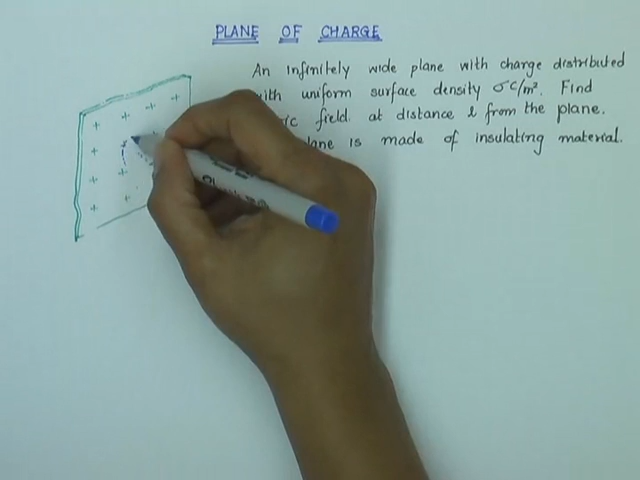 PLANE OF CHARGE
An infinitely wide plane with charge distributed
with uniform surface density σ C/m². Find
field at distance l from the plane.
is made of insulating material.